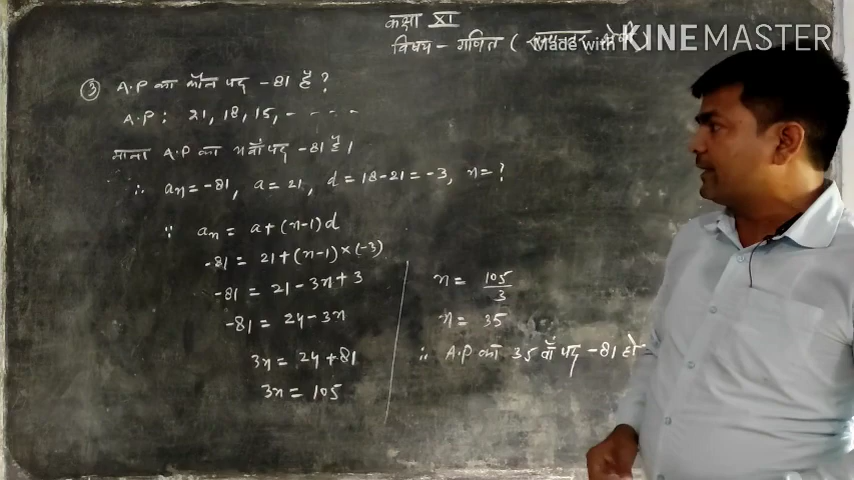 कक्षा XI
विषय - गणित (
Made with KINEMASTER
③ A.P का कौन पद -81 है ?
A.P : 21, 18, 15, - - - -
माना A.P का nवाँ पद -81 है।
∴ an = -81, a = 21, d = 18-21 = -3, n = ?
∵ an = a + (n-1) d
-81 = 21 + (n-1) × (-3)
-81 = 21 - 3n + 3
-81 = 24 - 3n
3n = 24 + 81
3n = 105
n = 105/3
n = 35
∴ A.P का 35 वाँ पद -81